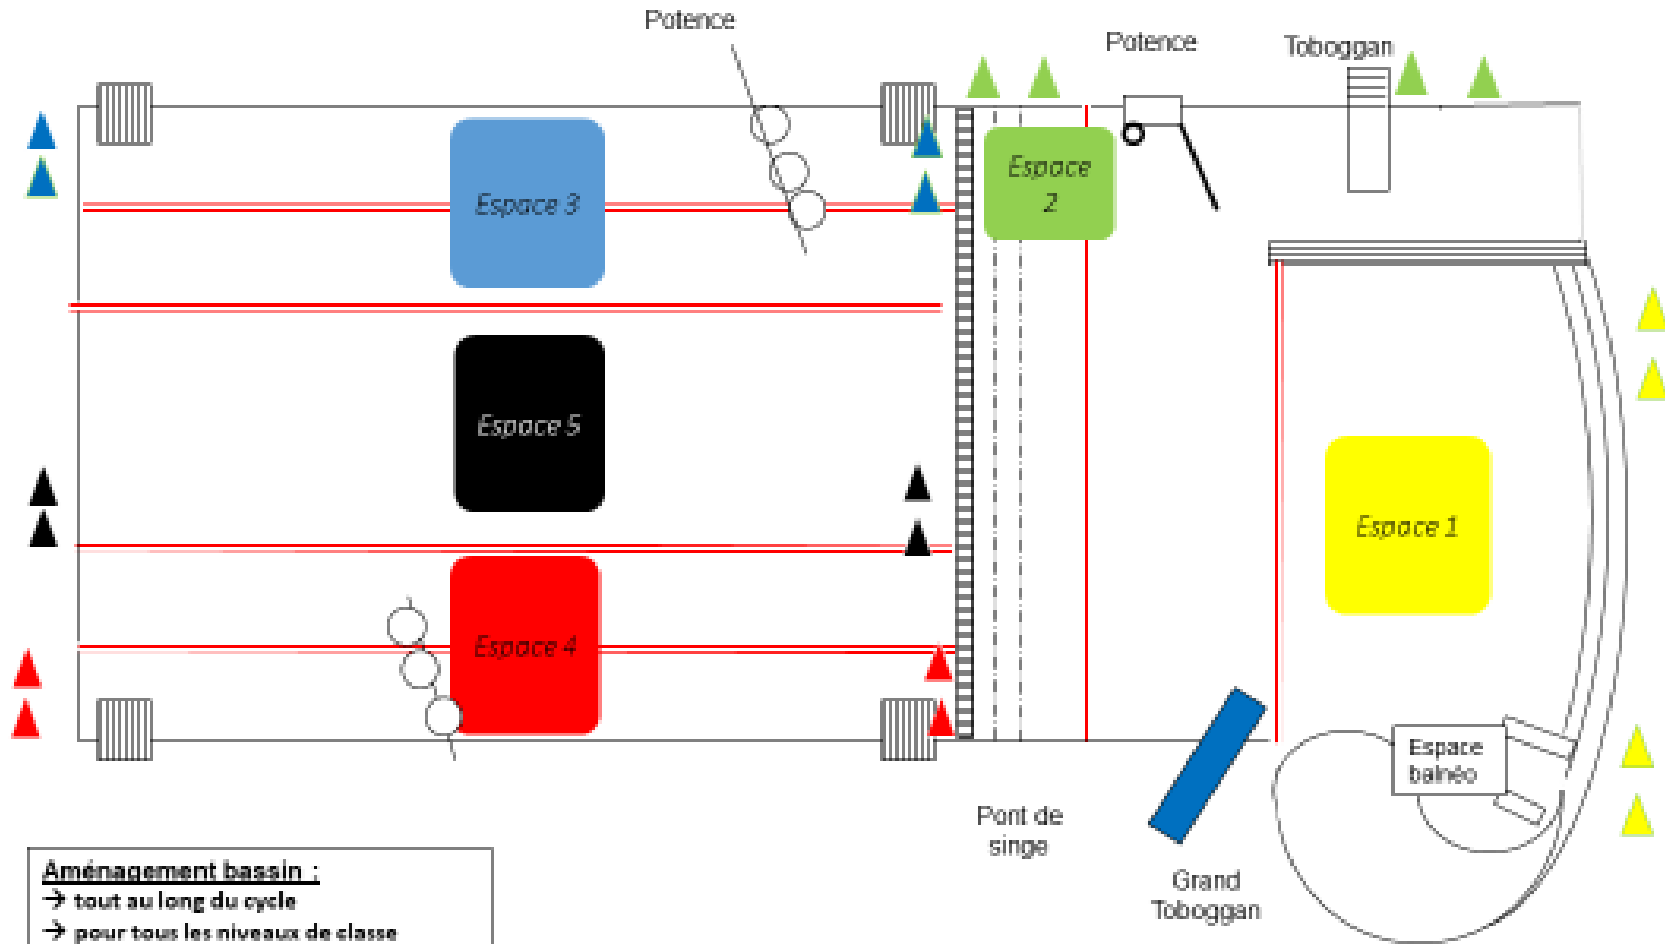 Potence
Potence
Toboggan
Espace 3
Espace
2
Espace 5
Espace 1
Espace 4
Espace
balnéo
Pont de
singe
Grand
Toboggan
Aménagement bassin :
→ tout au long du cycle
→ pour tous les niveaux de classe